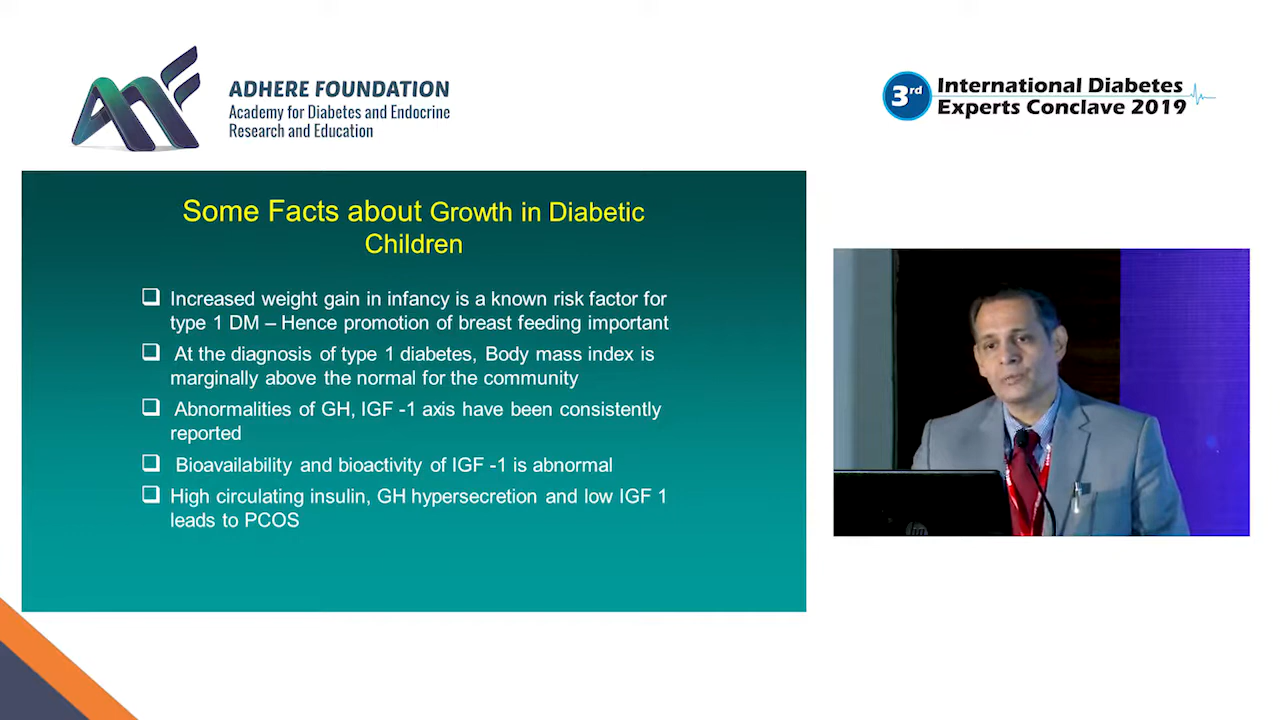 ADHERE FOUNDATION
Academy for Diabetes and Endocrine
Research and Education
3rd
International Diabetes
Experts Conclave 2019
Some Facts about Growth in Diabetic
Children
Increased weight gain in infancy is a known risk factor for
type 1 DM – Hence promotion of breast feeding important
At the diagnosis of type 1 diabetes, Body mass index is
marginally above the normal for the community
Abnormalities of GH, IGF -1 axis have been consistently
reported
Bioavailability and bioactivity of IGF -1 is abnormal
High circulating insulin, GH hypersecretion and low IGF 1
leads to PCOS
hp